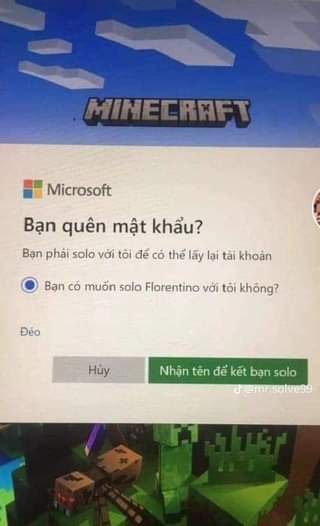 MINECRAFT
Microsoft
Bạn quên mật khẩu?
Bạn phải solo với tôi để có thể lấy lại tài khoản
Bạn có muốn solo Florentino với tôi không?
Đéo
Hủy
Nhận tên để kết bạn solo
@mr.solve99